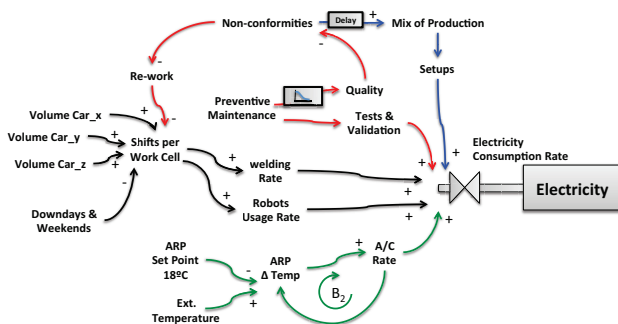 Non-conformities
Delay
+
Mix of Production
-
-
Re-work
Setups
-
Quality
Preventive
Maintenance
Tests &
Validation
Volume Car_x
+
Volume Car_y
+
Volume Car_z
+
Shifts per
Work Cell
-
Downdays &
Weekends
+
welding
Rate
+
Robots
Usage Rate
+
+
+
+
+
Electricity
Consumption Rate
Electricity
ARP
Set Point
18ºC
-
Ext.
Temperature
+
ARP
Δ Temp
+
A/C
Rate
B2